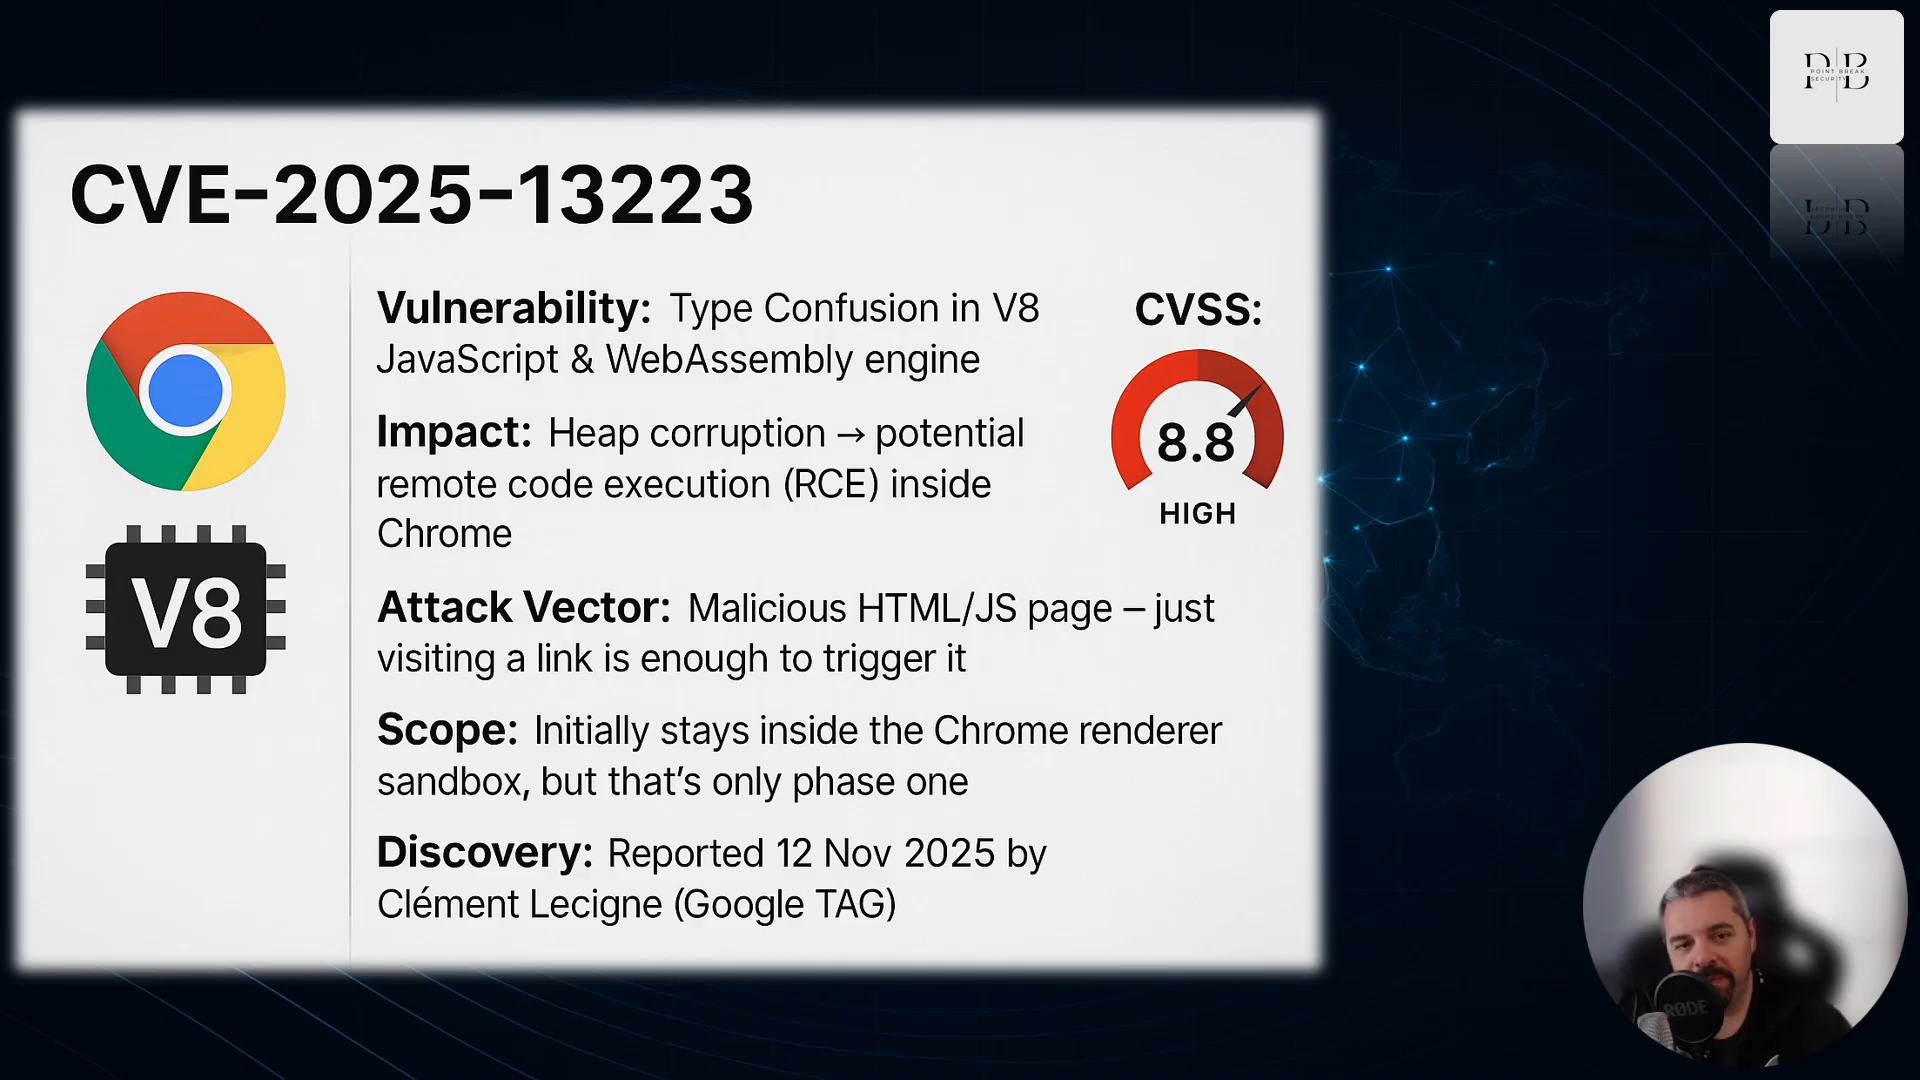 POINT BREAK
SECURITY
CVE-2025-13223
Vulnerability: Type Confusion in V8
JavaScript & WebAssembly engine
Impact: Heap corruption → potential
remote code execution (RCE) inside
Chrome
Attack Vector: Malicious HTML/JS page – just
visiting a link is enough to trigger it
Scope: Initially stays inside the Chrome renderer
sandbox, but that’s only phase one
Discovery: Reported 12 Nov 2025 by
Clément Lecigne (Google TAG)
CVSS:
8.8
HIGH
V8
RØDE